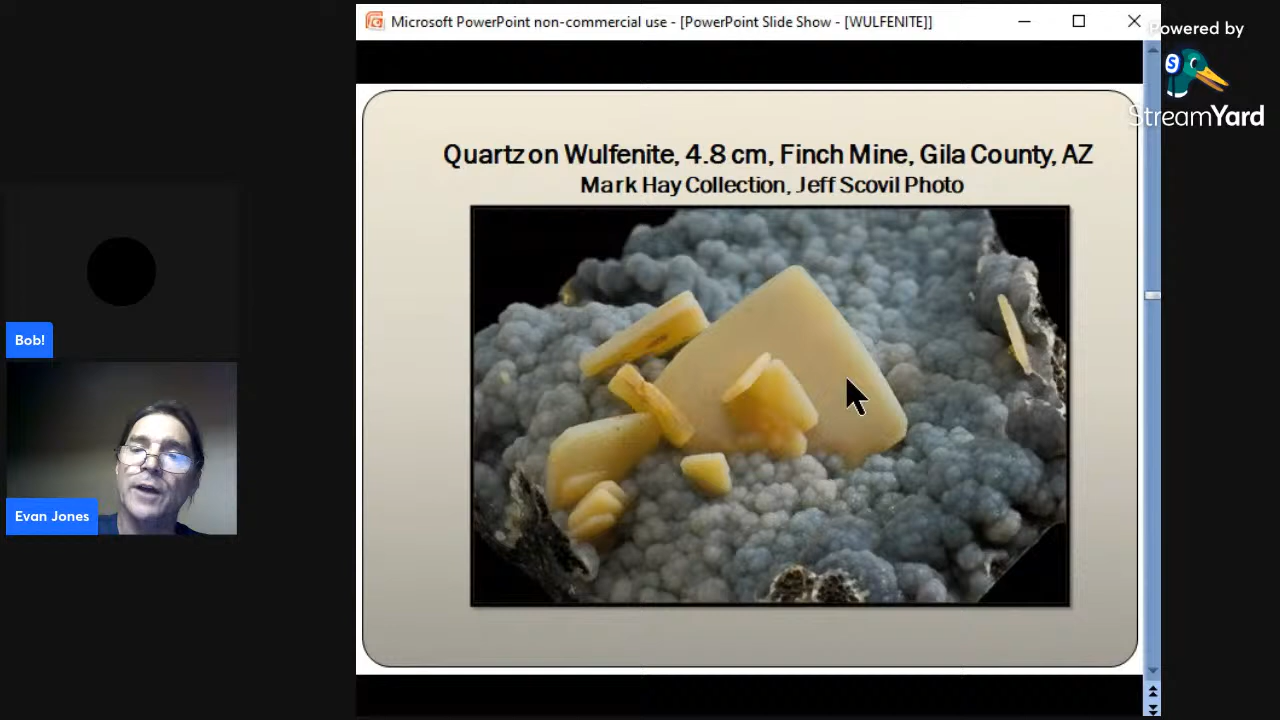 Microsoft PowerPoint non-commercial use - [PowerPoint Slide Show - [WULFENITE]]
Powered by
S
StreamYard
Quartz on Wulfenite, 4.8 cm, Finch Mine, Gila County, AZ
Mark Hay Collection, Jeff Scovil Photo
Bob!
Evan Jones